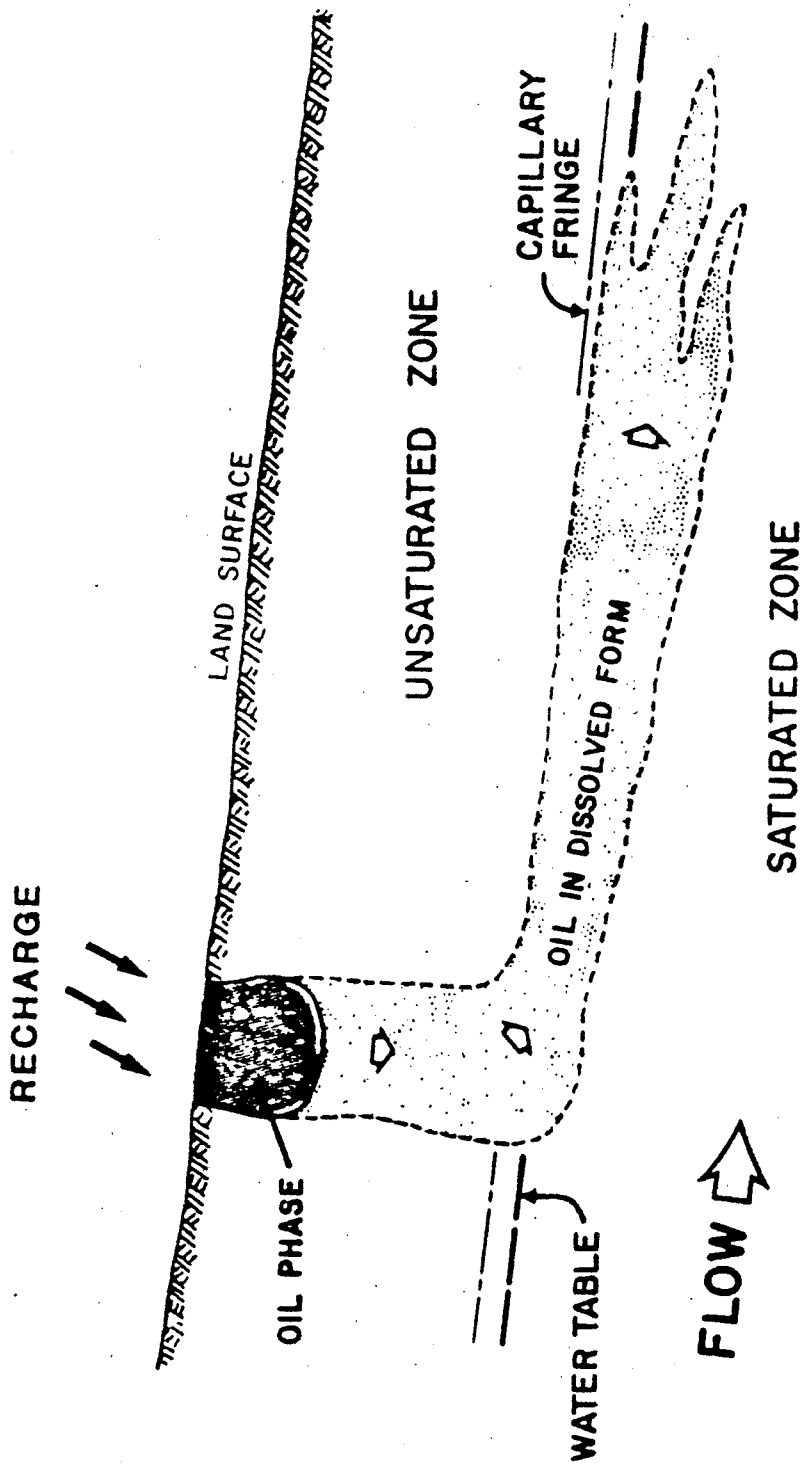 RECHARGE
LAND SURFACE
OIL PHASE
UNSATURATED ZONE
CAPILLARY
FRINGE
WATER TABLE
OIL IN DISSOLVED FORM
FLOW
SATURATED ZONE